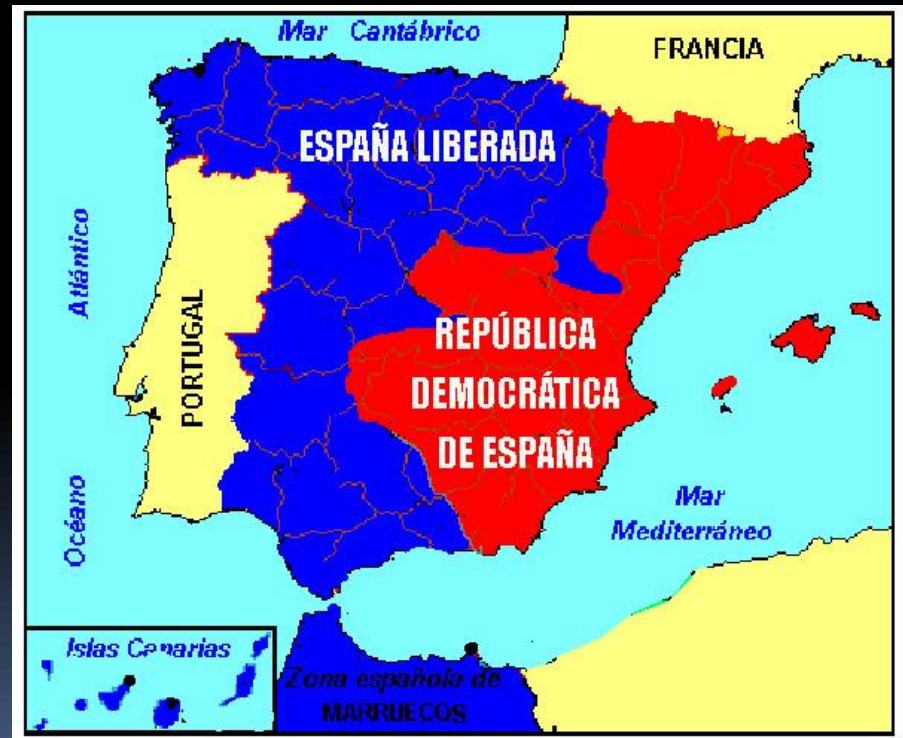 Mar Cantábrico
FRANCIA
ESPAÑA LIBERADA
Atlántico
PORTUGAL
REPÚBLICA
DEMOCRÁTICA
DE ESPAÑA
Océano
Mar
Mediterráneo
Islas Canarias
Zona española de
MARRUECOS